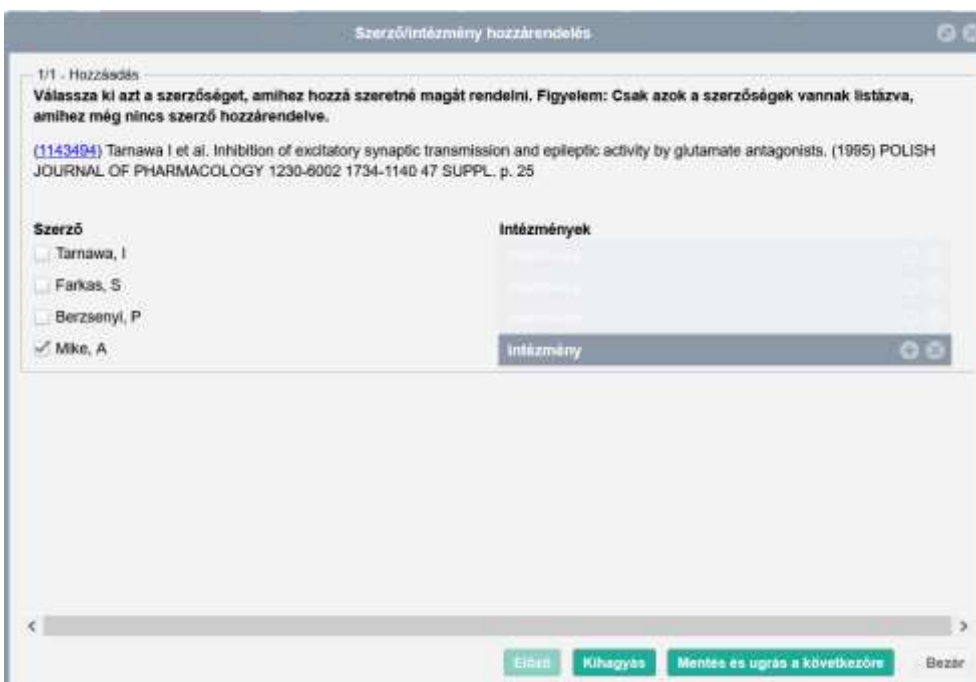 Szerző/intézmény hozzárendelés
1/1 - Hozzáadás
Válassza ki azt a szerzőséget, amihez hozzá szeretné magát rendelni. Figyelem: Csak azok a szerzőségek vannak listázva,
amihez még nincs szerző hozzárendelve.
(1143494) Tarnawa I et al. Inhibition of excitatory synaptic transmission and epileptic activity by glutamate antagonists. (1995) POLISH
JOURNAL OF PHARMACOLOGY 1230-6002 1734-1140 47 SUPPL. p. 25
Szerző Intézmények
Tarnawa, I
Farkas, S
Berzsenyi, P
Mike, A Intézmény
Előző Kihagyás Mentés és ugrás a következőre Bezár